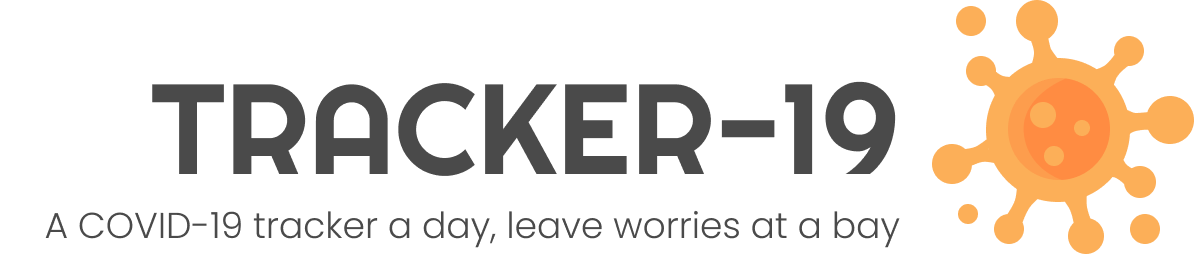 TRACKER-19
A COVID-19 tracker a day, leave worries at a bay